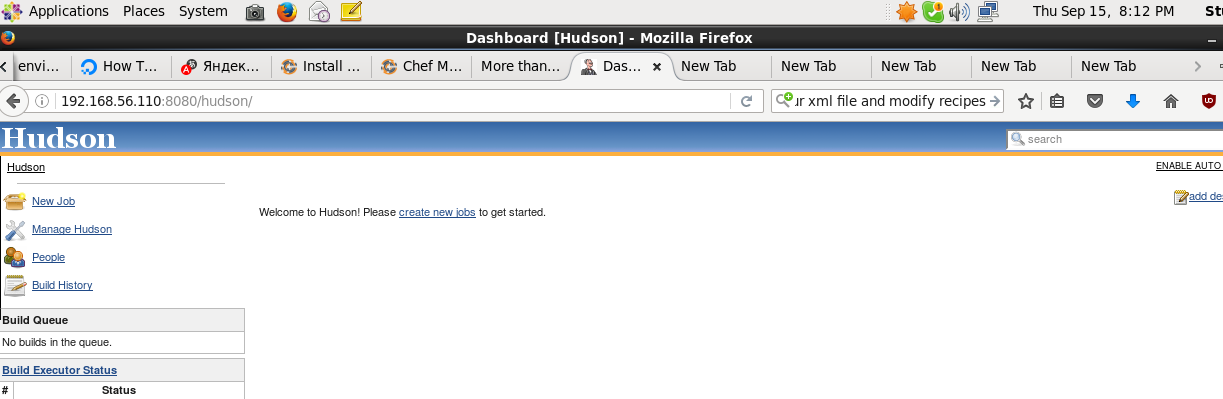 Applications Places System Thu Sep 15, 8:12 PM St
Dashboard [Hudson] - Mozilla Firefox
envi... How T... Яндек... Install ... Chef M... More than... Das... New Tab New Tab New Tab New Tab New Tab
192.168.56.110:8080/hudson/ ur xml file and modify recipes
Hudson search
Hudson ENABLE AUTO
New Job add des
Welcome to Hudson! Please create new jobs to get started.
Manage Hudson
People
Build History
Build Queue
No builds in the queue.
Build Executor Status
# Status